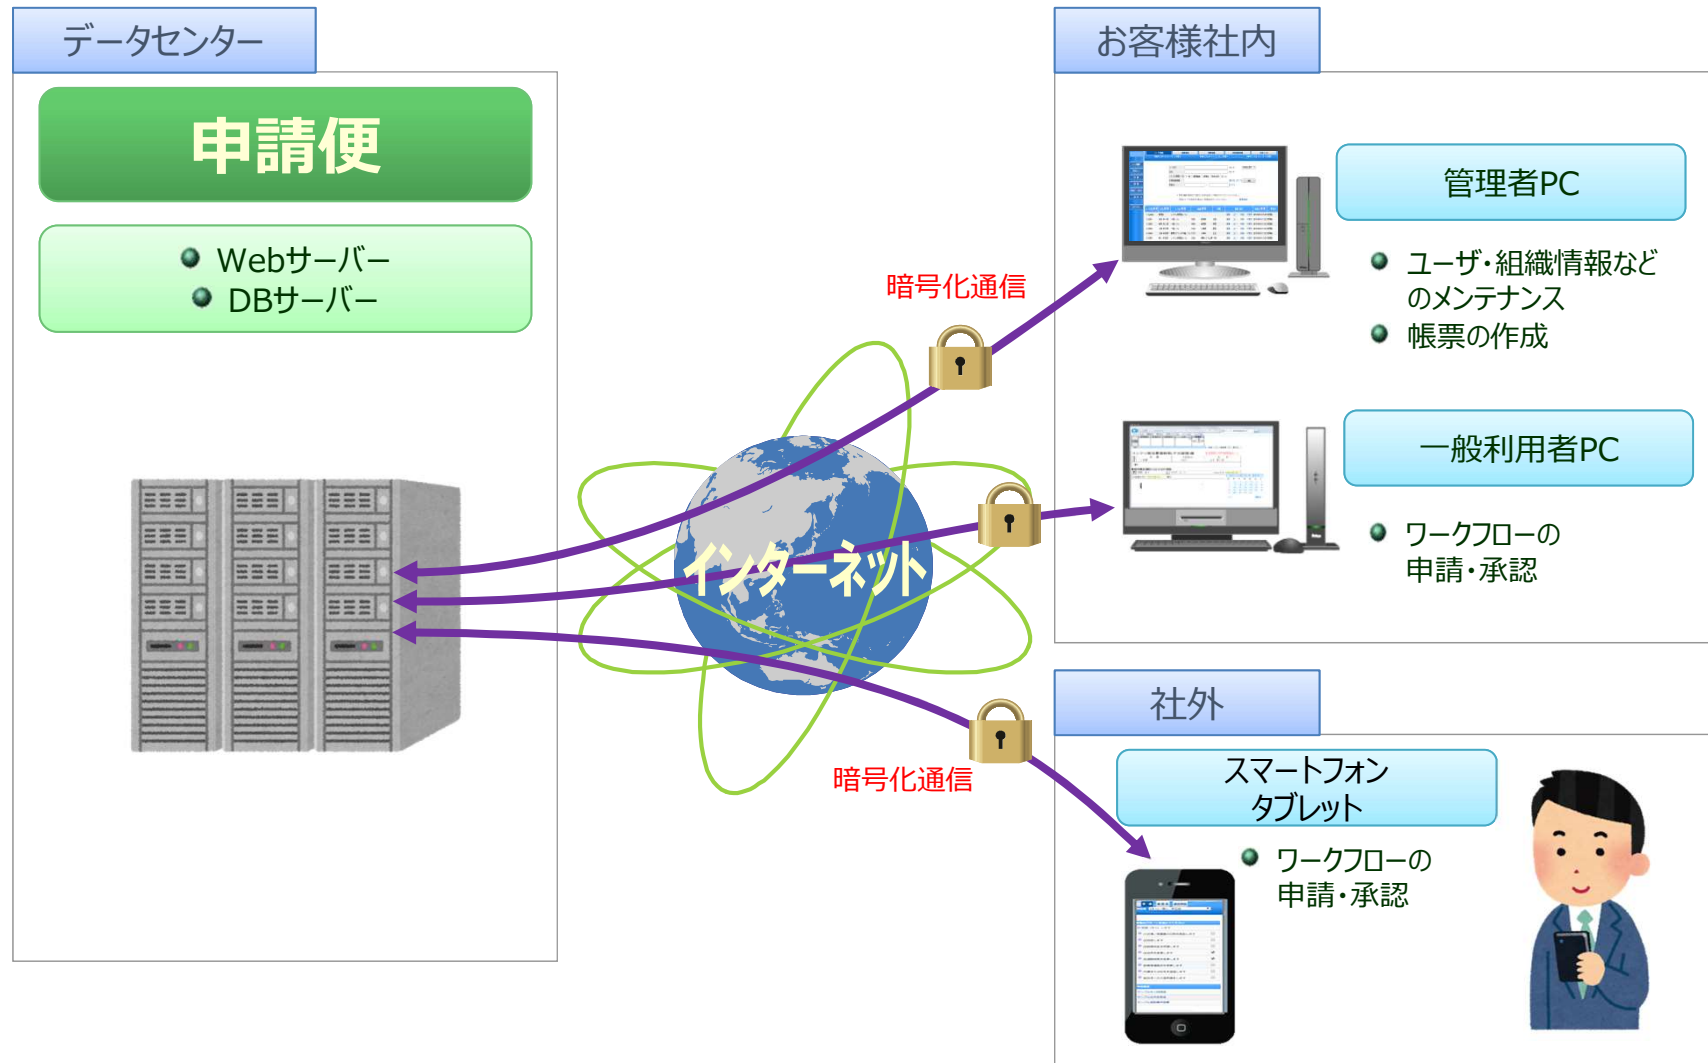 データセンター
申請便
Webサーバー
DBサーバー
インターネット
暗号化通信
暗号化通信
お客様社内
管理者PC
ユーザ・組織情報など
のメンテナンス
帳票の作成
一般利用者PC
ワークフローの
申請・承認
社外
スマートフォン
タブレット
ワークフローの
申請・承認